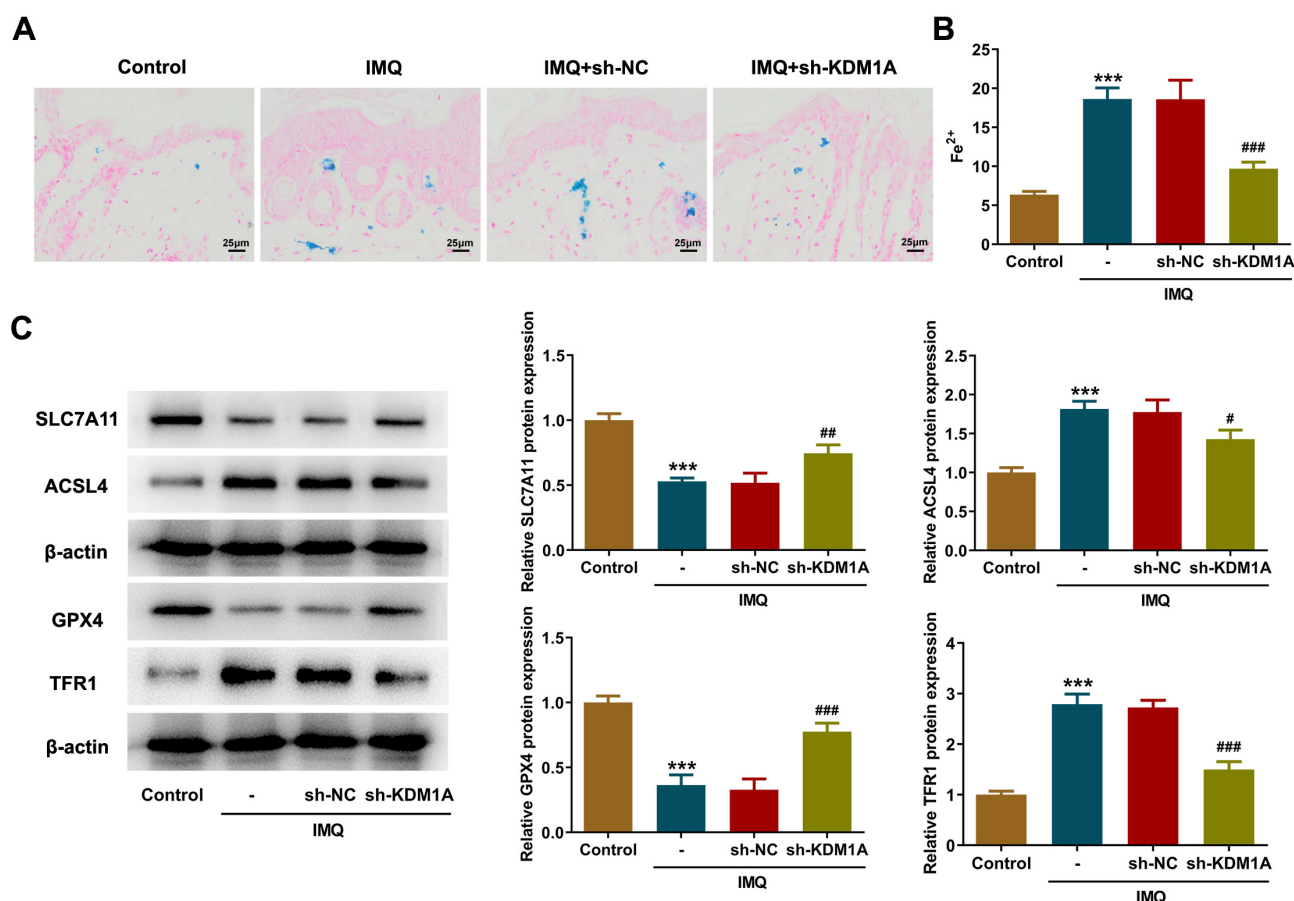 A
Control
IMQ
IMQ+sh-NC
IMQ+sh-KDM1A
25μm
25μm
25μm
25μm
B
Fe2+
25
20
15
10
5
0
***
###
Control
-
sh-NC
sh-KDM1A
IMQ
C
SLC7A11
ACSL4
β-actin
GPX4
TFR1
β-actin
Control
-
sh-NC
sh-KDM1A
IMQ
Relative SLC7A11 protein expression
1.5
1.0
0.5
0.0
***
##
Control
-
sh-NC
sh-KDM1A
IMQ
Relative ACSL4 protein expression
2.5
2.0
1.5
1.0
0.5
0.0
***
#
Control
-
sh-NC
sh-KDM1A
IMQ
Relative GPX4 protein expression
1.5
1.0
0.5
0.0
***
###
Control
-
sh-NC
sh-KDM1A
IMQ
Relative TFR1 protein expression
4
3
2
1
0
***
###
Control
-
sh-NC
sh-KDM1A
IMQ